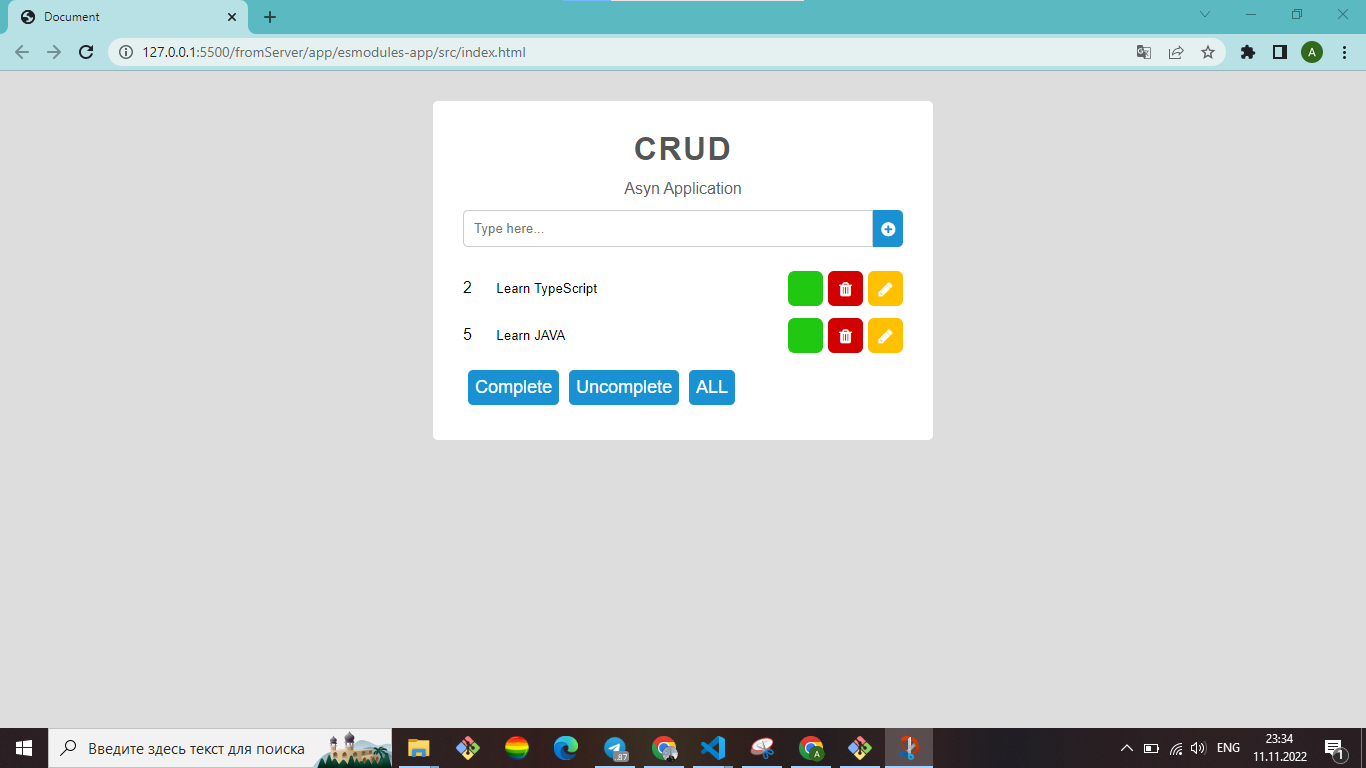 Document
127.0.0.1:5500/fromServer/app/esmodules-app/src/index.html
A
CRUD
Asyn Application
Type here...
2 Learn TypeScript
5 Learn JAVA
Complete Uncomplete ALL
Введите здесь текст для поиска
.87
A
ENG
23:34
11.11.2022
1